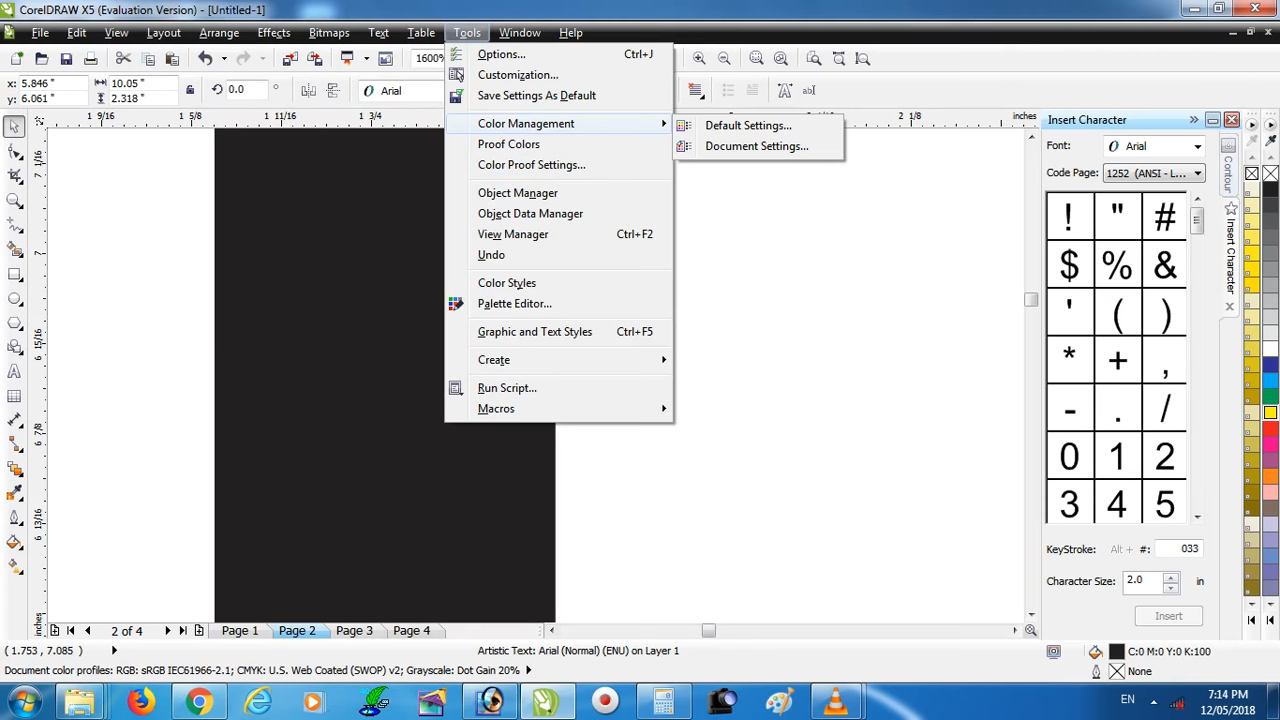 CorelDRAW X5 (Evaluation Version) - [Untitled-1]
File Edit View Layout Arrange Effects Bitmaps Text Table Tools Window Help
1600%
x: 5.846 "
y: 6.061 "
10.05 "
2.318 "
0.0 °
Arial
abI
1 9/16 1 5/8 1 11/16 1 3/4 2 1/8
Options... Ctrl+J
Customization...
Save Settings As Default
Color Management
Proof Colors
Color Proof Settings...
Object Manager
Object Data Manager
View Manager Ctrl+F2
Undo
Color Styles
Palette Editor...
Graphic and Text Styles Ctrl+F5
Create
Run Script...
Macros
Default Settings...
Document Settings...
7 1/16
7
6 15/16
6 7/8
6 13/16
inches
Insert Character
Font: Arial
Code Page: 1252 (ANSI - L...
! " #
$ % &
' ( )
* + ,
- . /
0 1 2
3 4 5
KeyStroke: Alt + #: 033
Character Size: 2.0 in
Insert
Contour
Insert Character
2 of 4 Page 1 Page 2 Page 3 Page 4
(1.753, 7.085 )
Artistic Text: Arial (Normal) (ENU) on Layer 1
C:0 M:0 Y:0 K:100
Document color profiles: RGB: sRGB IEC61966-2.1; CMYK: U.S. Web Coated (SWOP) v2; Grayscale: Dot Gain 20%
None
EN
7:14 PM
12/05/2018